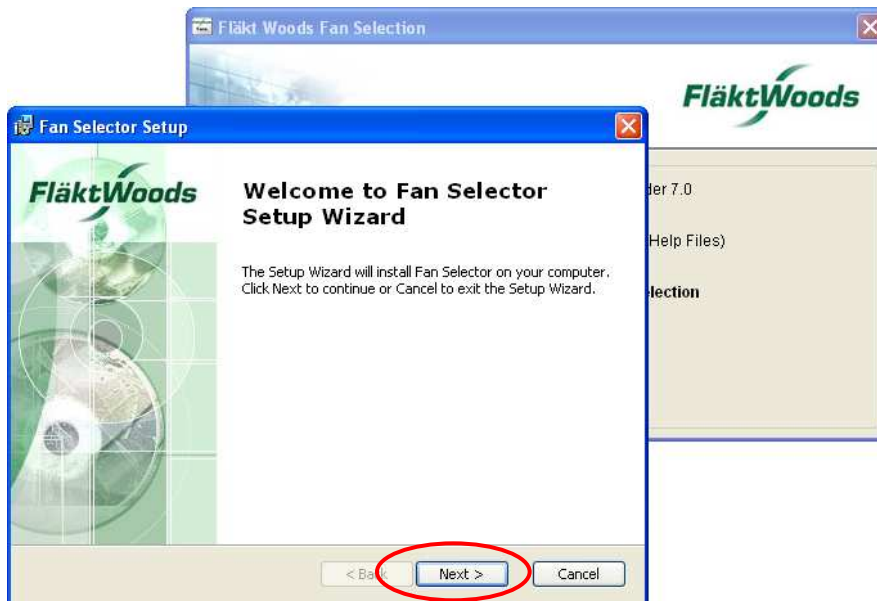 Fläkt Woods Fan Selection
FläktWoods
der 7.0
Help Files)
lection
Fan Selector Setup
FläktWoods
Welcome to Fan Selector
Setup Wizard
The Setup Wizard will install Fan Selector on your computer.
Click Next to continue or Cancel to exit the Setup Wizard.
< Back
Next >
Cancel